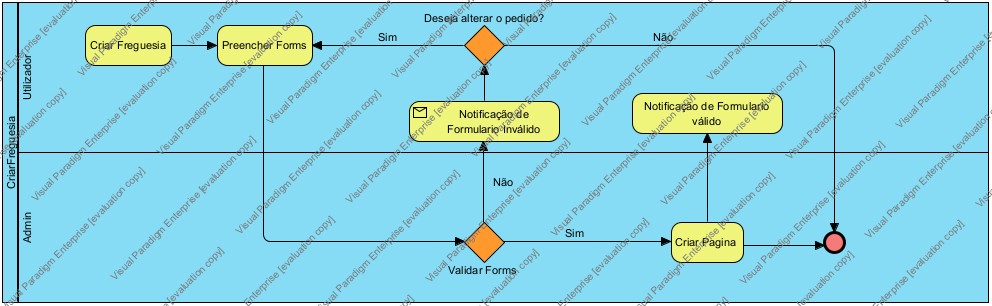 CriarFreguesia
Utilizador
Admin
Deseja alterar o pedido?
Criar Freguesia
Preencher Forms
Sim
Não
Notificação de
Formulario Inválido
Notificação de Formulario
válido
Não
Sim
Criar Pagina
Validar Forms
Visual Paradigm Enterprise [evaluation copy]